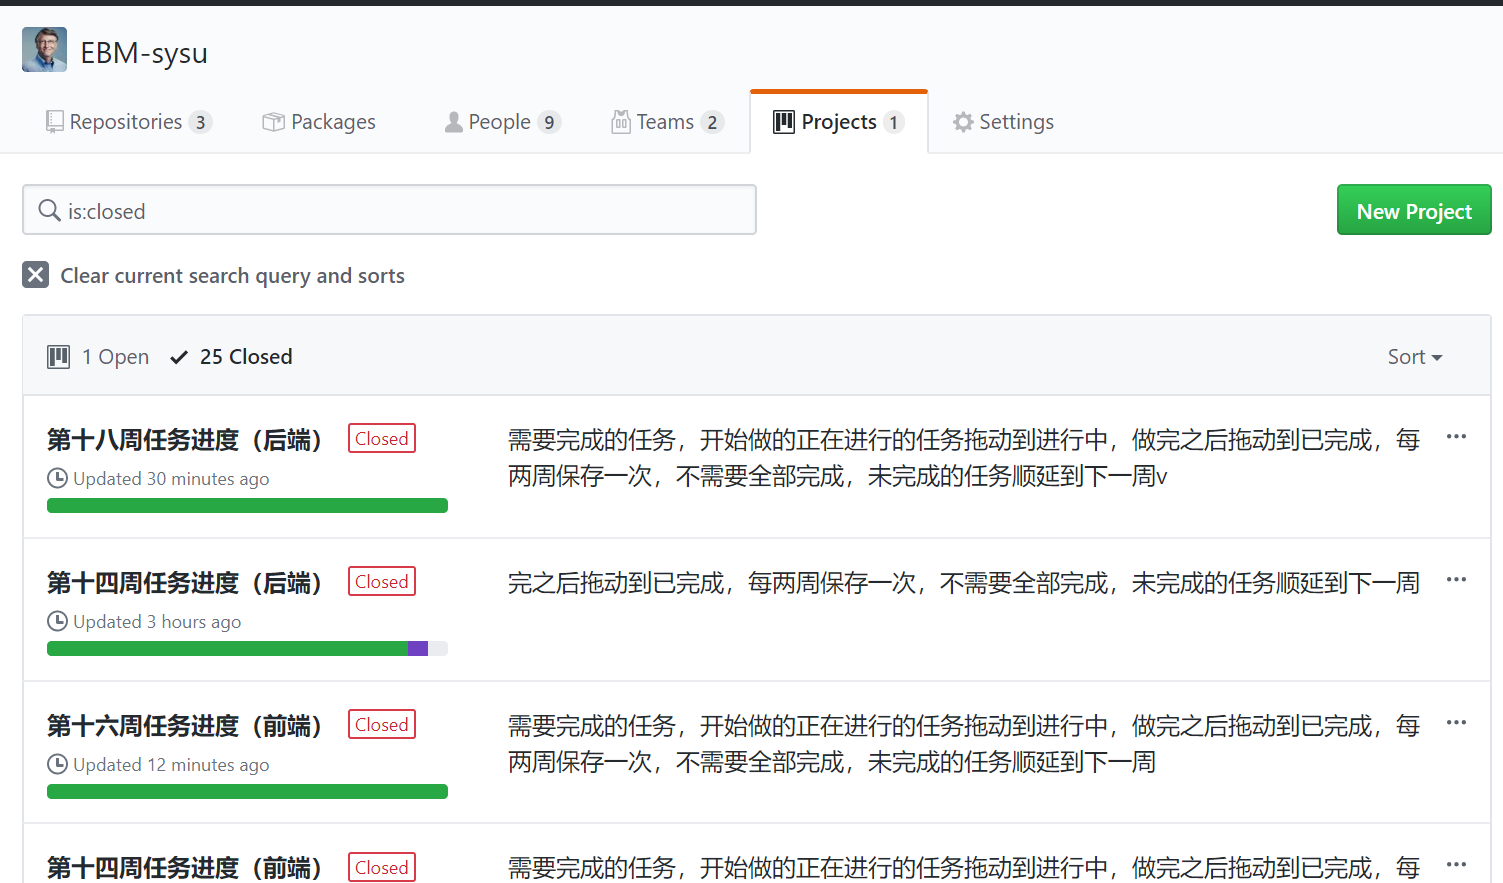 EBM-sysu
Repositories 3 Packages People 9 Teams 2 Projects 1 Settings
is:closed
New Project
Clear current search query and sorts
1 Open 25 Closed Sort
第十八周任务进度（后端） Closed
Updated 30 minutes ago
需要完成的任务，开始做的正在进行的任务拖动到进行中，做完之后拖动到已完成，每
两周保存一次，不需要全部完成，未完成的任务顺延到下一周v
第十四周任务进度（后端） Closed
Updated 3 hours ago
完之后拖动到已完成，每两周保存一次，不需要全部完成，未完成的任务顺延到下一周
第十六周任务进度（前端） Closed
Updated 12 minutes ago
需要完成的任务，开始做的正在进行的任务拖动到进行中，做完之后拖动到已完成，每
两周保存一次，不需要全部完成，未完成的任务顺延到下一周
第十四周任务进度（前端） Closed
需要完成的任务，开始做的正在进行的任务拖动到进行中，做完之后拖动到已完成，每